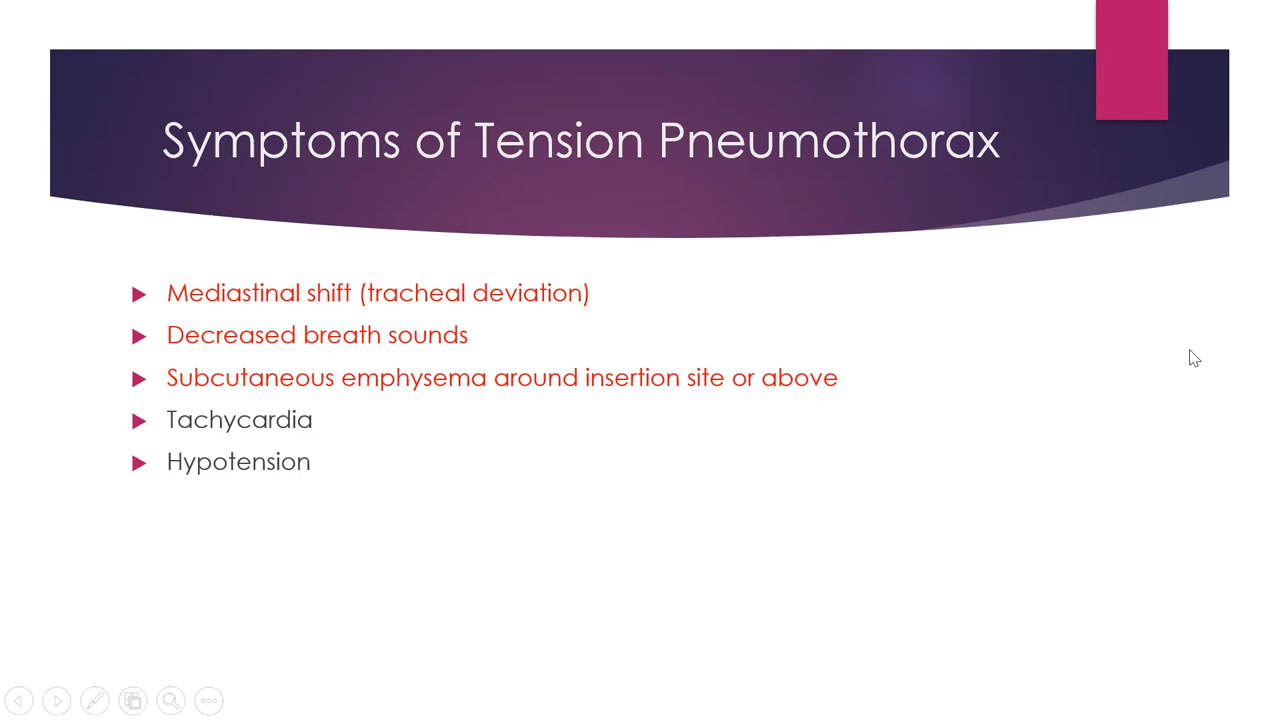 Symptoms of Tension Pneumothorax
Mediastinal shift (tracheal deviation)
Decreased breath sounds
Subcutaneous emphysema around insertion site or above
Tachycardia
Hypotension